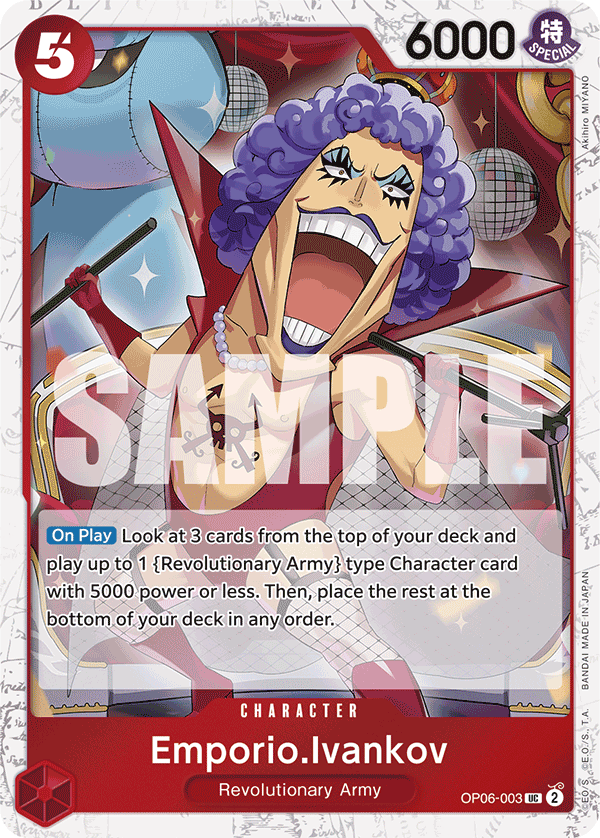 5
6000
特
SPECIAL
Akihiro MIYANO
SAMPLE
On Play Look at 3 cards from the top of your deck and
play up to 1 {Revolutionary Army} type Character card
with 5000 power or less. Then, place the rest at the
bottom of your deck in any order.
BANDAI MADE IN JAPAN
CHARACTER
Emporio.Ivankov
Revolutionary Army
OP06-003 UC 2